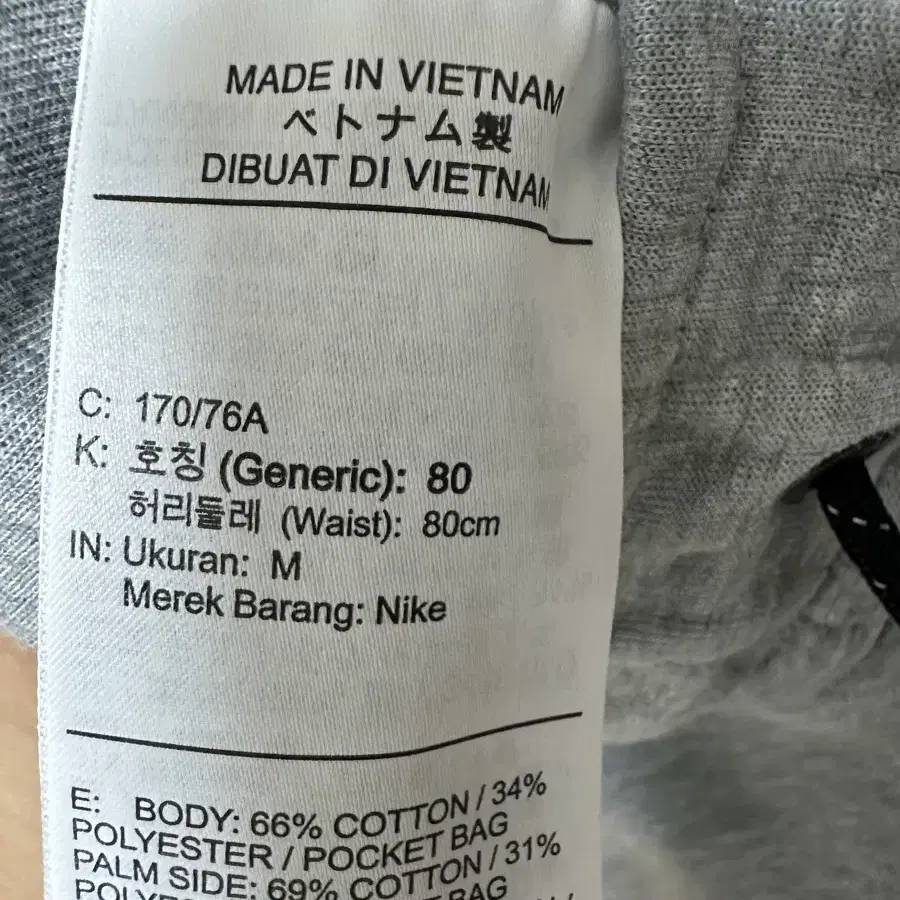 MADE IN VIETNAM
ベトナム製
DIBUAT DI VIETNAM
C: 170/76A
K: 호칭 (Generic): 80
허리둘레 (Waist): 80cm
IN: Ukuran: M
Merek Barang: Nike
E: BODY: 66% COTTON / 34%
POLYESTER / POCKET BAG
PALM SIDE: 69% COTTON / 31%
BAG